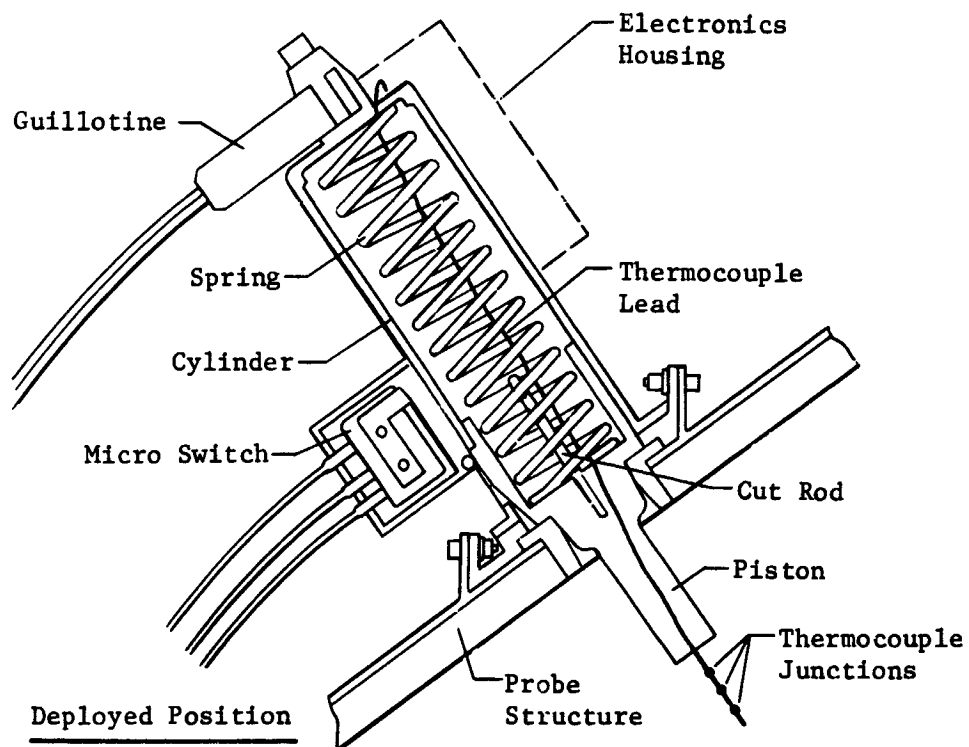 Electronics
Housing
Guillotine
Spring
Thermocouple
Lead
Cylinder
Micro Switch
Cut Rod
Piston
Thermocouple
Junctions
Probe
Structure
Deployed Position